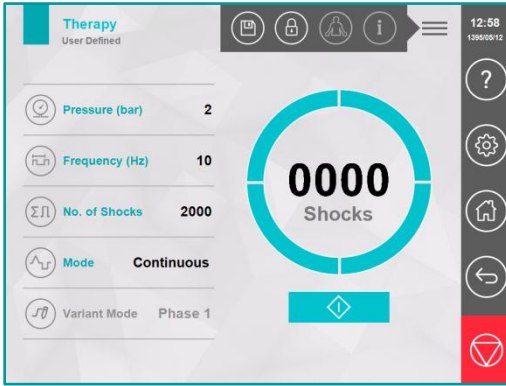 Therapy
User Defined
12:58
1395/05/12
Pressure (bar) 2
Frequency (Hz) 10
No. of Shocks 2000
Mode Continuous
Variant Mode Phase 1
0000
Shocks